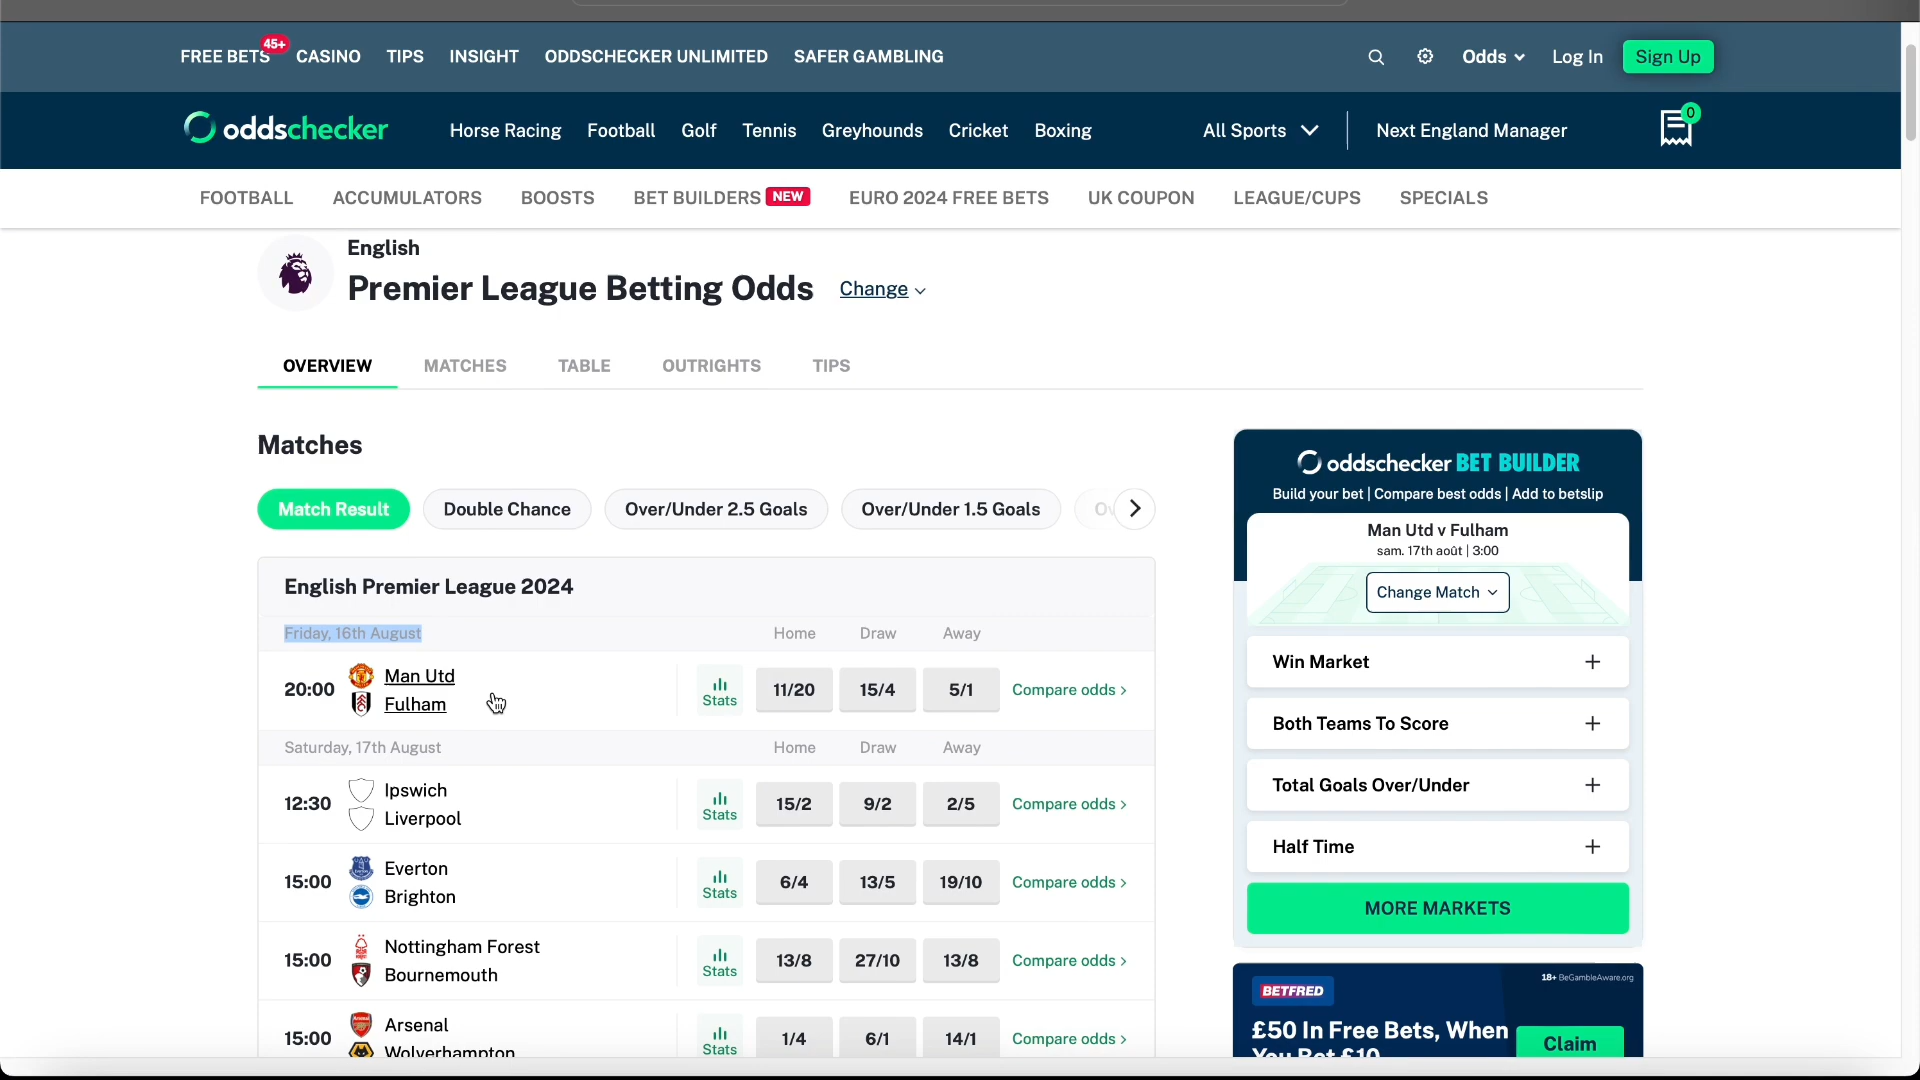 FREE BETS 45+ CASINO TIPS INSIGHT ODDSCHECKER UNLIMITED SAFER GAMBLING Odds Log In Sign Up
oddschecker Horse Racing Football Golf Tennis Greyhounds Cricket Boxing All Sports Next England Manager 0
FOOTBALL ACCUMULATORS BOOSTS BET BUILDERS NEW EURO 2024 FREE BETS UK COUPON LEAGUE/CUPS SPECIALS
English
Premier League Betting Odds Change
OVERVIEW MATCHES TABLE OUTRIGHTS TIPS
Matches
Match Result Double Chance Over/Under 2.5 Goals Over/Under 1.5 Goals
English Premier League 2024
Friday, 16th August Home Draw Away
20:00 Man Utd Fulham Stats 11/20 15/4 5/1 Compare odds >
Saturday, 17th August Home Draw Away
12:30 Ipswich Liverpool Stats 15/2 9/2 2/5 Compare odds >
15:00 Everton Brighton Stats 6/4 13/5 19/10 Compare odds >
15:00 Nottingham Forest Bournemouth Stats 13/8 27/10 13/8 Compare odds >
15:00 Arsenal Wolverhampton Stats 1/4 6/1 14/1 Compare odds >
oddschecker BET BUILDER
Build your bet | Compare best odds | Add to betslip
Man Utd v Fulham
sam. 17th août | 3:00
Change Match
Win Market +
Both Teams To Score +
Total Goals Over/Under +
Half Time +
MORE MARKETS
BETFRED
18+ BeGambleAware.org
£50 In Free Bets, When
You Bet £10
Claim